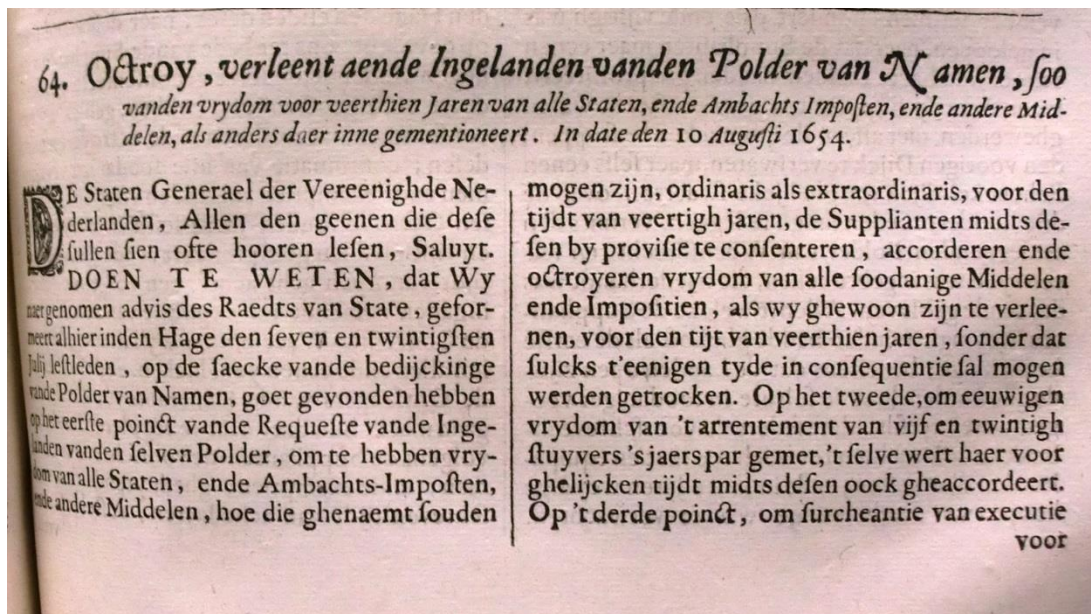 64. Octroy, verleent aende Ingelanden vanden Polder van Namen, ſoo
vanden vrydom voor veerthien Jaren van alle Staten, ende Ambachts Impoſten, ende andere Mid-
delen, als anders daer inne gementioneert. In date den 10 Auguſti 1654.
DE Staten Generael der Vereenighde Ne-
derlanden, Allen den geenen die deſe
ſullen ſien ofte hooren leſen, Saluyt.
DOEN TE WETEN, dat Wy
naer genomen advis des Raedts van State, gefor-
meert alhier inden Hage den ſeven en twintigſten
Julij leſtleden, op de ſaecke vande bedijckinge
vande Polder van Namen, goet gevonden hebben
op het eerſte poinct vande Requeſte vande Inge-
landen vanden ſelven Polder, om te hebben vry-
dom van alle Staten, ende Ambachts-Impoſten,
ende andere Middelen, hoe die ghenaemt ſouden
mogen zijn, ordinaris als extraordinaris, voor den
tijdt van veertigh jaren, de Supplianten midts de-
ſen by proviſie te conſenteren, accorderen ende
octroyeren vrydom van alle ſoodanige Middelen
ende Impoſitien, als wy ghewoon zijn te verlee-
nen, voor den tijt van veerthien jaren, ſonder dat
ſulcks t'eenigen tyde in conſequentie ſal mogen
werden getrocken. Op het tweede, om eeuwigen
vrydom van 't arrentement van vijf en twintigh
ſtuyvers 's jaers par gemet, 't ſelve wert haer voor
ghelijcken tijdt midts deſen oock gheaccordeert.
Op 't derde poinct, om ſurcheantie van executie
voor